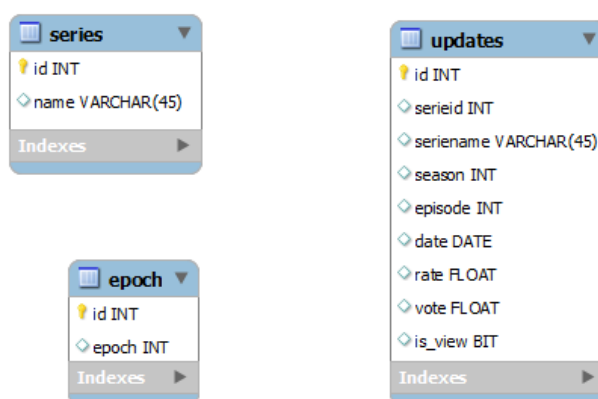 series
id INT
name VARCHAR(45)
Indexes
epoch
id INT
epoch INT
Indexes
updates
id INT
serieid INT
seriename VARCHAR(45)
season INT
episode INT
date DATE
rate FLOAT
vote FLOAT
is_view BIT
Indexes